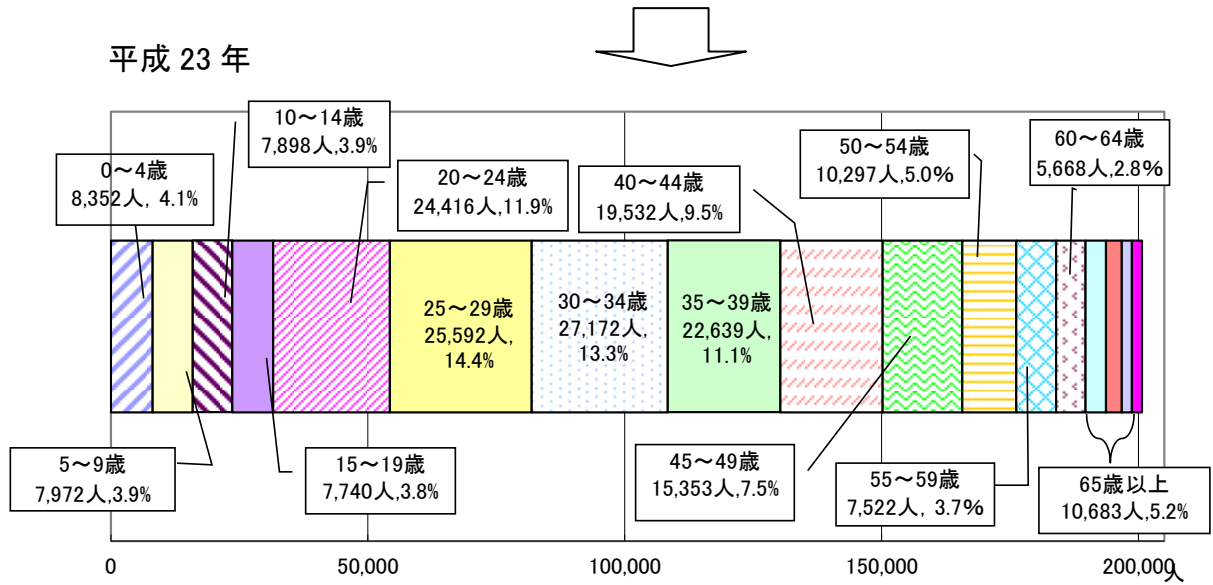 平成 23 年
0～4歳
8,352人, 4.1%
10～14歳
7,898人,3.9%
20～24歳
24,416人,11.9%
40～44歳
19,532人,9.5%
50～54歳
10,297人,5.0%
60～64歳
5,668人,2.8%
25～29歳
25,592人,
14.4%
30～34歳
27,172人,
13.3%
35～39歳
22,639人,
11.1%
5～9歳
7,972人,3.9%
15～19歳
7,740人,3.8%
45～49歳
15,353人,7.5%
55～59歳
7,522人, 3.7%
65歳以上
10,683人,5.2%
0
50,000
100,000
150,000
200,000
人